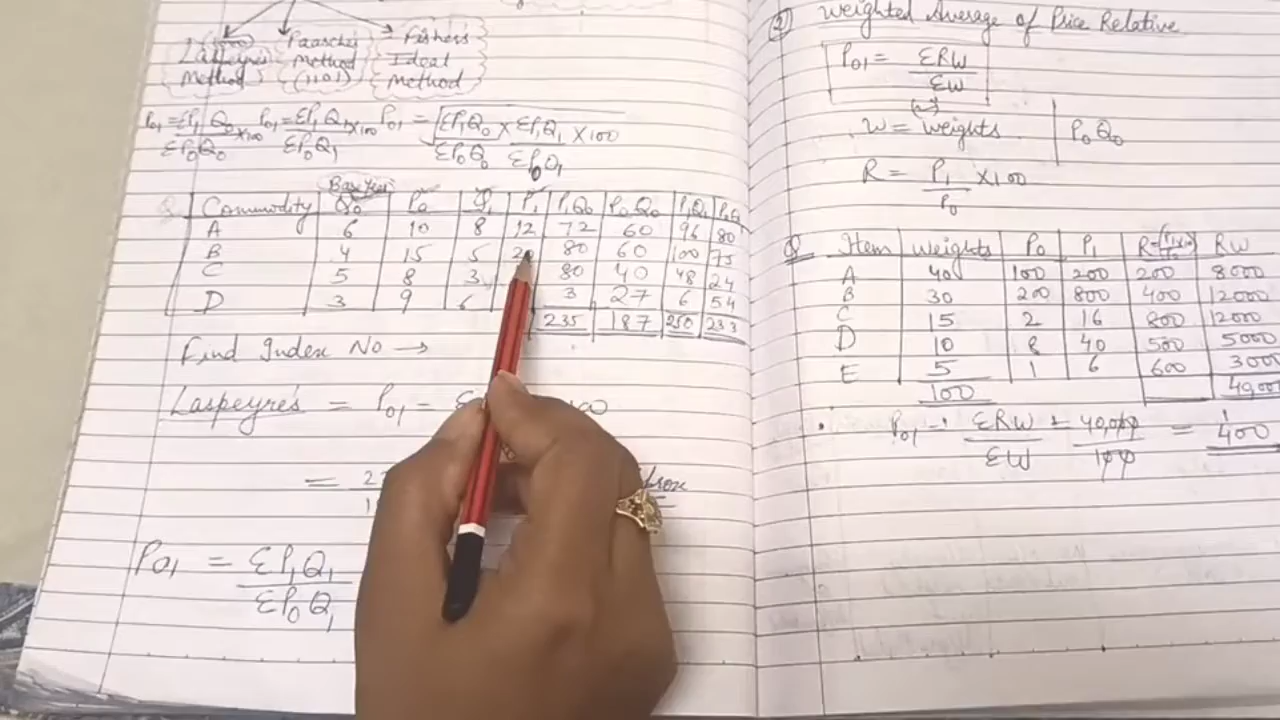 Laspeyres Paasches Fishers
method method Ideal
(1101) method
P01 = ΣP1Q0/ΣP0Q0 ×100 P01 = ΣP1Q1/ΣP0Q1 ×100 P01 = √ΣP1Q0/ΣP0Q0 × ΣP1Q1/ΣP0Q1 ×100
Base Year
Commodity Q0 P0 Q1 P1 P1Q0 P0Q0 P1Q1 P0Q1
A 6 10 8 12 72 60 96 80
B 4 15 5 80 60 100 75
C 5 8 3 80 40 48 24
D 3 9 6 3 27 6 54
235 187 250 233
Find Index No →
Laspeyre's = P01 = 100
=
P01 = ΣP1Q1/ΣP0Q1
② Weighted Average of Price Relative
P01 = ΣRW/ΣW
W = weights P0Q0
R = P1/P0 ×100
Q Item weights P0 P1 RW
A 40 100 200 200 8000
B 30 200 800 400 12000
C 15 2 16 800 12000
D 10 8 40 500 5000
E 5 1 6 600 3000
100
P01 = ΣRW/ΣW = 40,000/100 = 400